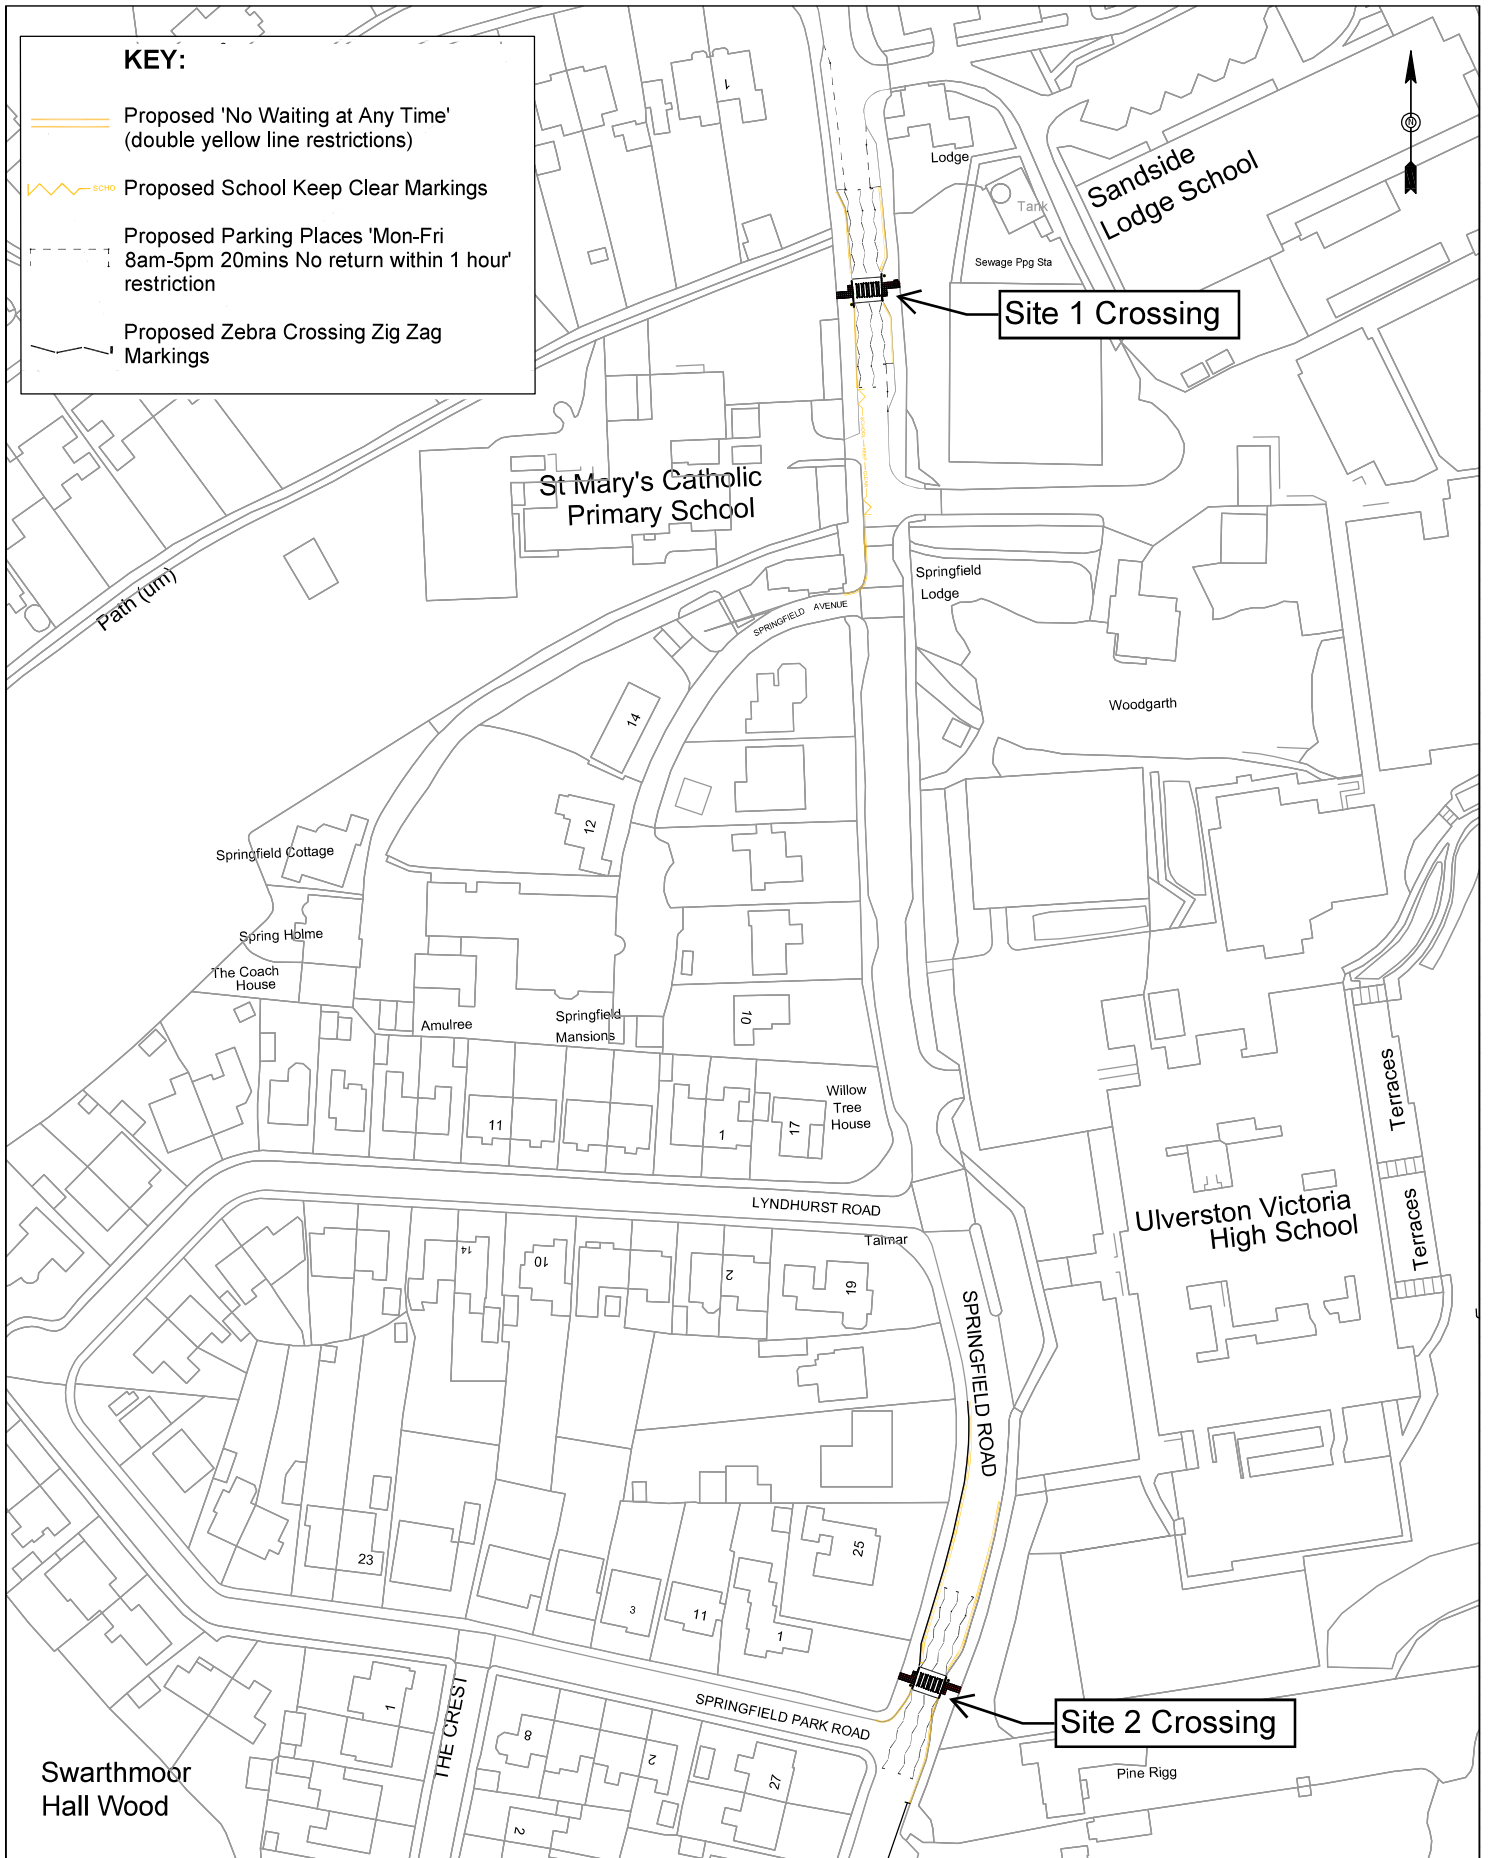 KEY:
Proposed 'No Waiting at Any Time'
(double yellow line restrictions)
SCHO
Proposed School Keep Clear Markings
Proposed Parking Places 'Mon-Fri
8am-5pm 20mins No return within 1 hour'
restriction
Proposed Zebra Crossing Zig Zag
Markings
1
Lodge
Tank
Sewage Ppg Sta
Sandside
Lodge School
N
Site 1 Crossing
St Mary's Catholic
Primary School
Path (um)
SPRINGFIELD AVENUE
Springfield
Lodge
Woodgarth
14
12
Springfield Cottage
Spring Holme
The Coach
House
Amulree
Springfield
Mansions
10
Willow
Tree
House
11
1
17
Terraces
Terraces
LYNDHURST ROAD
Ulverston Victoria
High School
Talmar
14
10
2
19
SPRINGFIELD ROAD
23
3
11
1
25
SPRINGFIELD PARK ROAD
THE CREST
1
8
2
27
2
Site 2 Crossing
Pine Rigg
Swarthmoor
Hall Wood